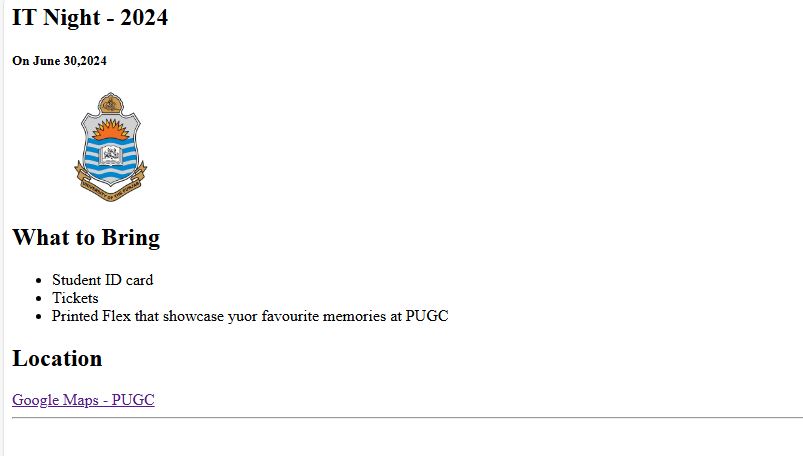 IT Night - 2024
On June 30,2024
UNIVERSITY OF THE PUNJAB
What to Bring
Student ID card
Tickets
Printed Flex that showcase yuor favourite memories at PUGC
Location
Google Maps - PUGC